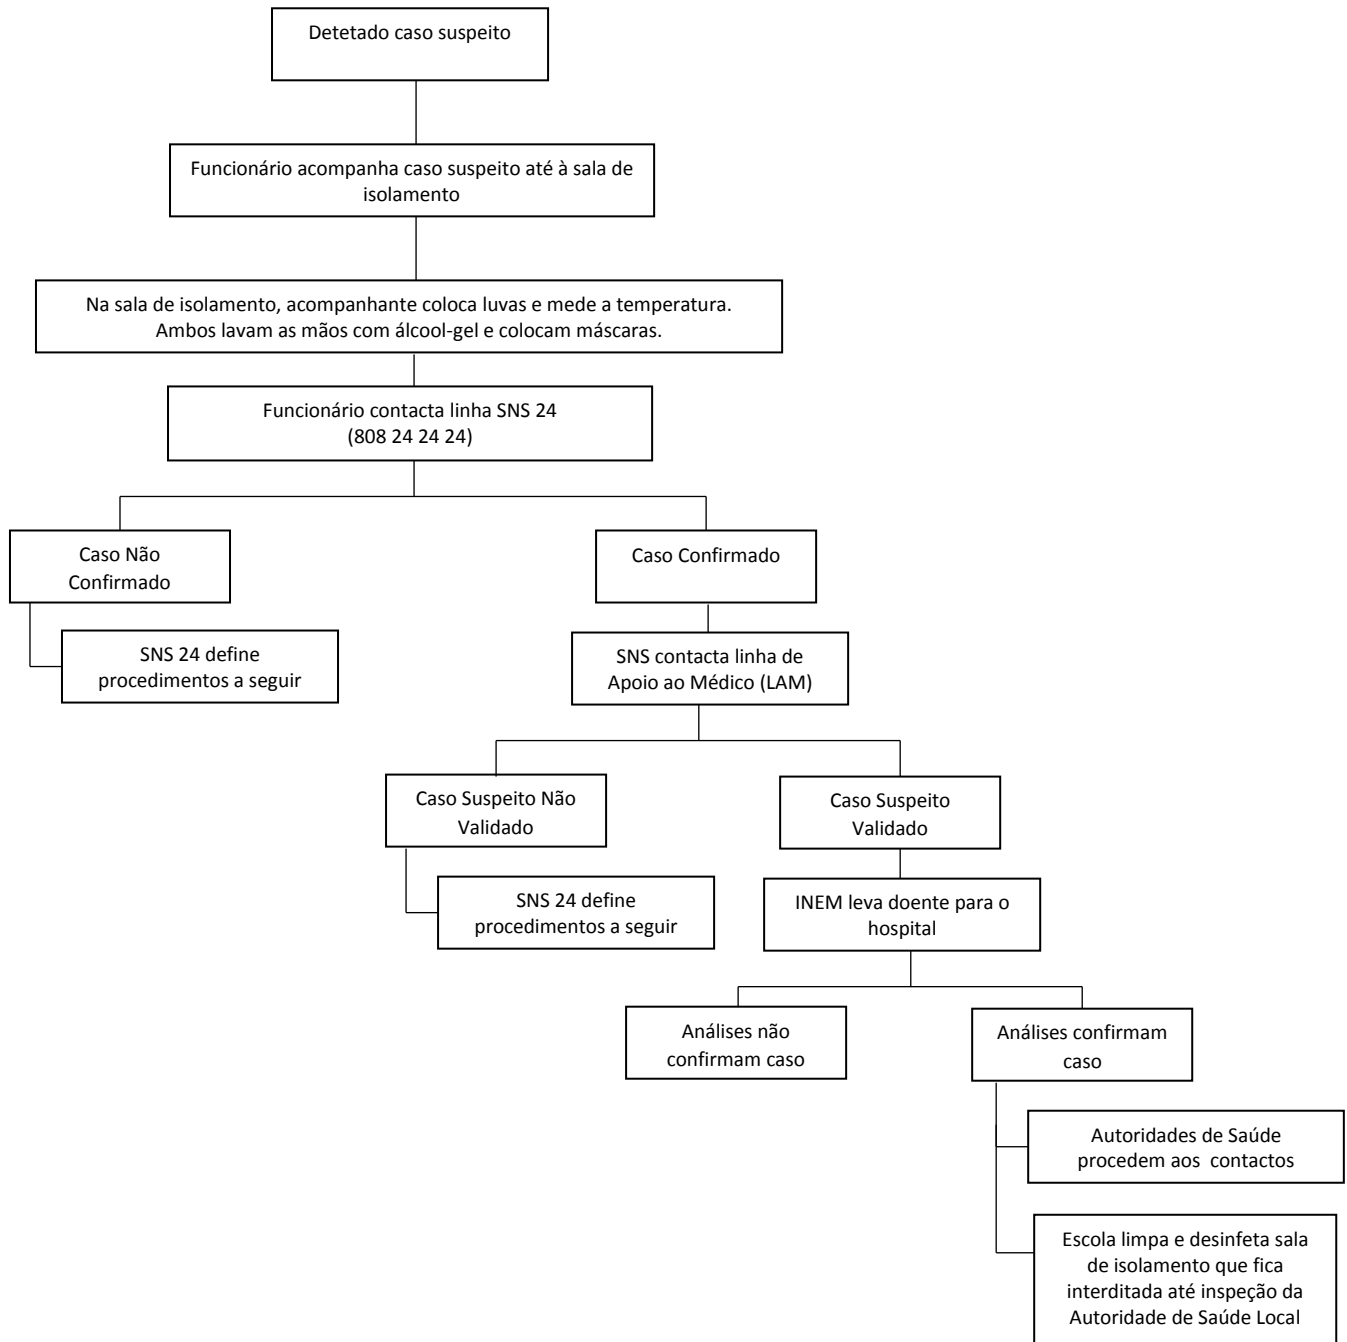 Detetado caso suspeito
Funcionário acompanha caso suspeito até à sala de
isolamento
Na sala de isolamento, acompanhante coloca luvas e mede a temperatura.
Ambos lavam as mãos com álcool-gel e colocam máscaras.
Funcionário contacta linha SNS 24
(808 24 24 24)
Caso Não
Confirmado
Caso Confirmado
SNS 24 define
procedimentos a seguir
SNS contacta linha de
Apoio ao Médico (LAM)
Caso Suspeito Não
Validado
Caso Suspeito
Validado
SNS 24 define
procedimentos a seguir
INEM leva doente para o
hospital
Análises não
confirmam caso
Análises confirmam
caso
Autoridades de Saúde
procedem aos contactos
Escola limpa e desinfeta sala
de isolamento que fica
interditada até inspeção da
Autoridade de Saúde Local